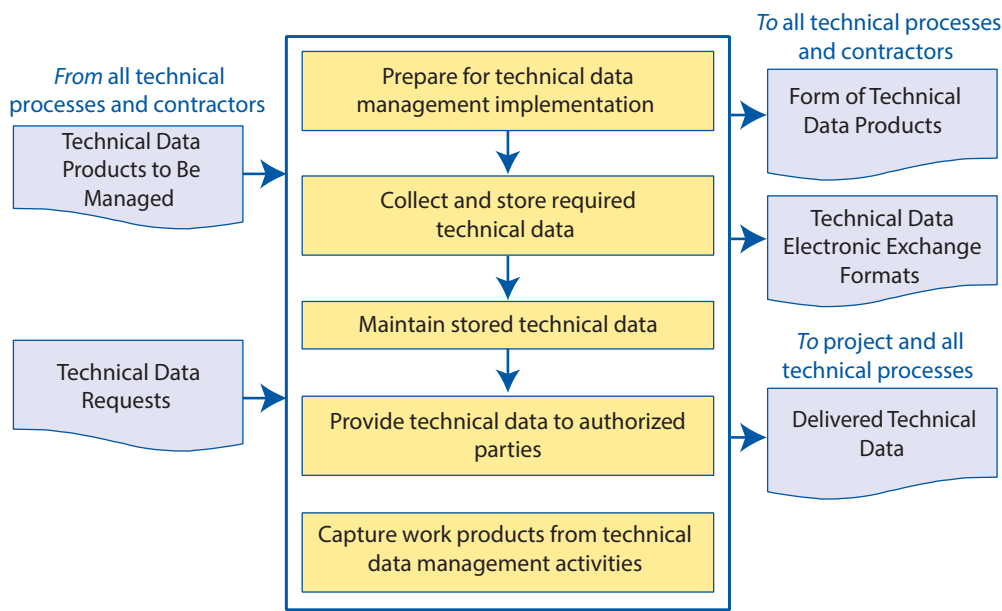 From all technical
processes and contractors
Technical Data
Products to Be
Managed
Technical Data
Requests
Prepare for technical data
management implementation
Collect and store required
technical data
Maintain stored technical data
Provide technical data to authorized
parties
Capture work products from technical
data management activities
To all technical processes
and contractors
Form of Technical
Data Products
Technical Data
Electronic Exchange
Formats
To project and all
technical processes
Delivered Technical
Data